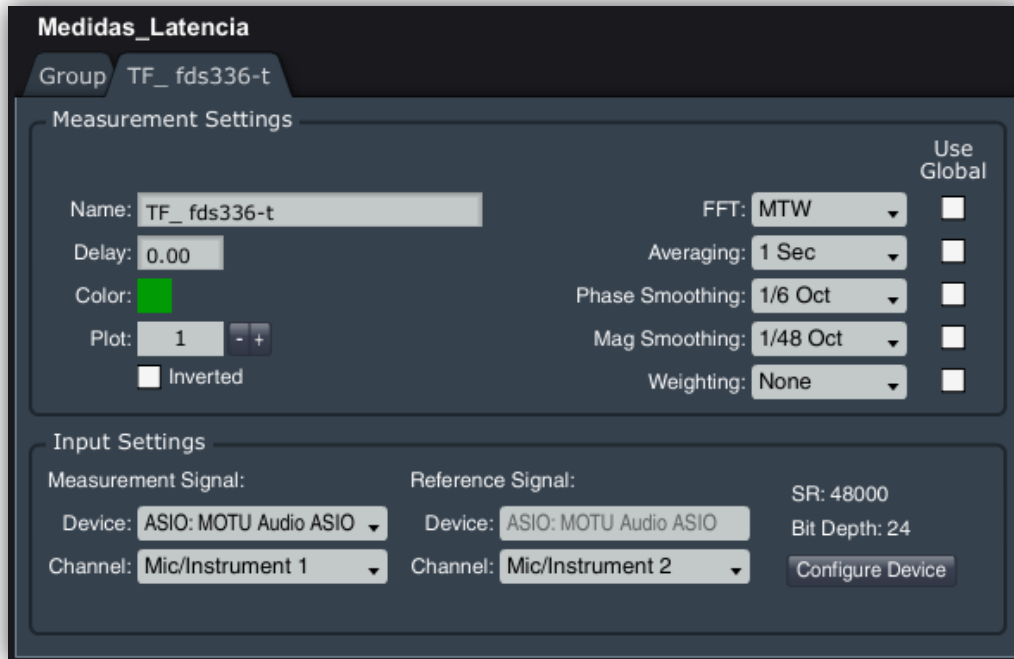 Medidas_Latencia
Group
TF_ fds336-t
Measurement Settings
Use
Global
Name: TF_ fds336-t
FFT: MTW
Delay: 0.00
Averaging: 1 Sec
Color:
Phase Smoothing: 1/6 Oct
Plot: 1 - +
Mag Smoothing: 1/48 Oct
Inverted
Weighting: None
Input Settings
Measurement Signal:
Device: ASIO: MOTU Audio ASIO
Channel: Mic/Instrument 1
Reference Signal:
Device: ASIO: MOTU Audio ASIO
Channel: Mic/Instrument 2
SR: 48000
Bit Depth: 24
Configure Device